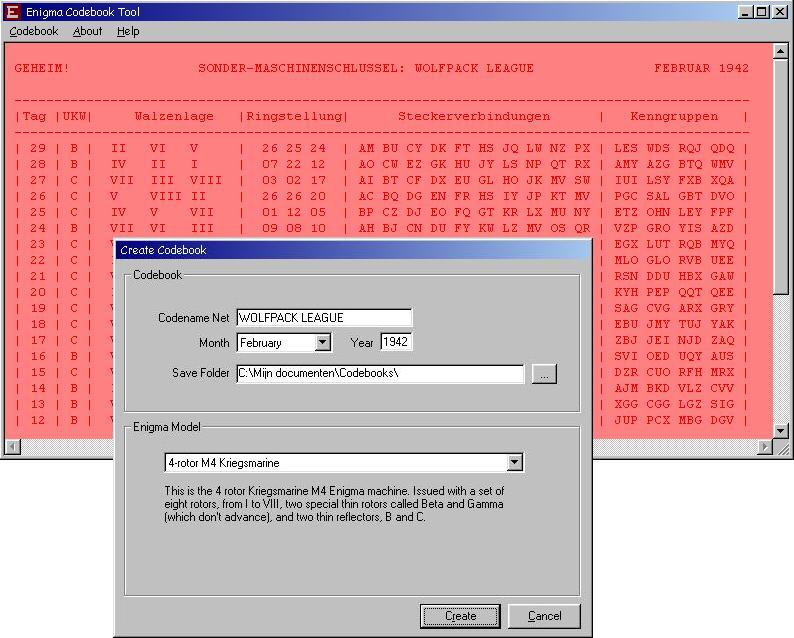 Enigma Codebook Tool
Codebook About Help
GEHEIM! SONDER-MASCHINENSCHLUSSEL: WOLFPACK LEAGUE FEBRUAR 1942
|Tag |UKW| Walzenlage |Ringstellung| Steckerverbindungen | Kenngruppen |
| 29 | B | II VI V | 26 25 24 | AM BU CY DK FT HS JQ LW NZ PX | LES WDS RQJ QDQ |
| 28 | B | IV II I | 07 22 12 | AO CW EZ GK HU JY LS NP QT RX | AMY AZG BTQ WMV |
| 27 | C | VII III VIII | 03 02 17 | AI BT CF DX EU GL HO JK MV SW | IUI LSY FXB XQA |
| 26 | C | V VIII II | 26 26 20 | AC BQ DG EN FR HS IY JP KT MV | PGC SAL GBT DVO |
| 25 | C | IV V VII | 01 12 05 | BP CZ DJ EO FQ GT KR LX MU NY | ETZ OHN LEY FPF |
| 24 | B | VII VI III | 09 08 10 | AH BJ CN DU FY KW LZ MV OS QR | VZP GRO YIS AZD |
| 23 | C | | EGX LUT RQB MYQ |
| 22 | C | | MLO GLO RVB UEE |
| 21 | C | | RSN DDU HBX GAW |
| 20 | C | | KYH PEP QQT QEE |
| 19 | C | | SAG CVG ARX GRY |
| 18 | C | | EBU JMY TUJ YAK |
| 17 | C | | ZBJ JEI NJD ZAQ |
| 16 | B | | SVI OED UQY AUS |
| 15 | C | | DZR CUO RFH MRX |
| 14 | B | | AJM BKD VLZ CVV |
| 13 | B | | XGG CGG LGZ SIG |
| 12 | B | | JUP PCX MBG DGV |
Create Codebook
Codebook
Codename Net WOLFPACK LEAGUE
Month February Year 1942
Save Folder C:\Mijn documenten\Codebooks\ ...
Enigma Model
4-rotor M4 Kriegsmarine
This is the 4 rotor Kriegsmarine M4 Enigma machine. Issued with a set of
eight rotors, from I to VIII, two special thin rotors called Beta and Gamma
(which don't advance), and two thin reflectors, B and C.
Create Cancel